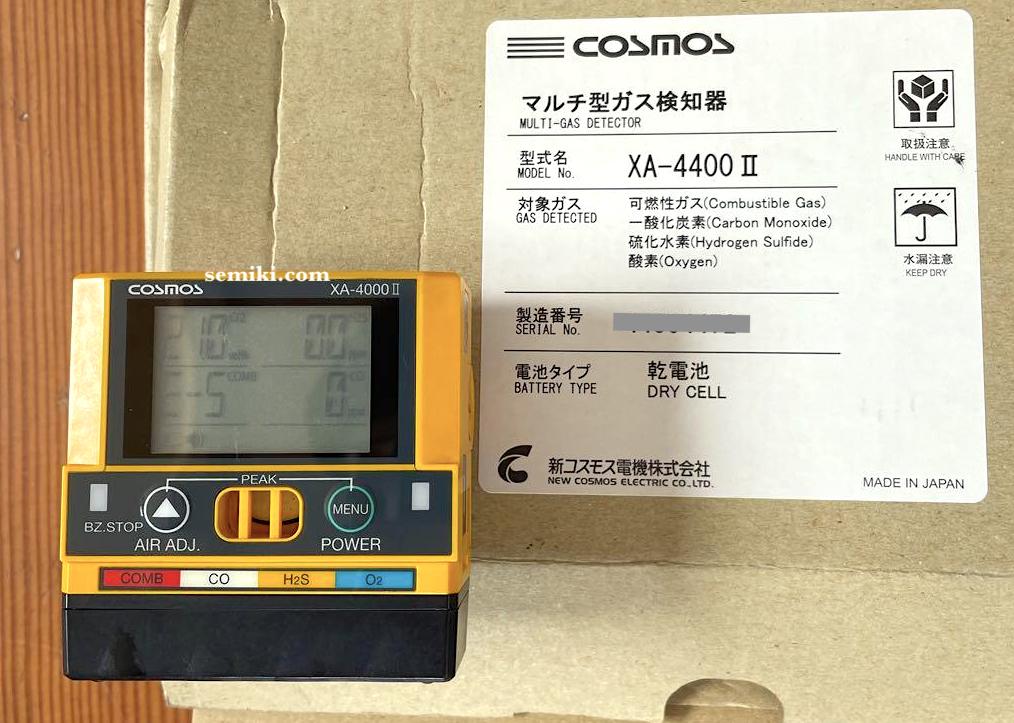 COSMOS
マルチ型ガス検知器
MULTI-GAS DETECTOR
型式名
MODEL No.
XA-4400 Ⅱ
対象ガス
GAS DETECTED
可燃性ガス(Combustible Gas)
一酸化炭素(Carbon Monoxide)
硫化水素(Hydrogen Sulfide)
酸素(Oxygen)
製造番号
SERIAL No.
電池タイプ
BATTERY TYPE
乾電池
DRY CELL
新コスモス電機株式会社
NEW COSMOS ELECTRIC CO.,LTD.
MADE IN JAPAN
取扱注意
HANDLE WITH CARE
水漏注意
KEEP DRY
semiki.com
COSMOS XA-4000Ⅱ
PEAK
BZ.STOP
MENU
AIR ADJ.
POWER
COMB CO H2S O2